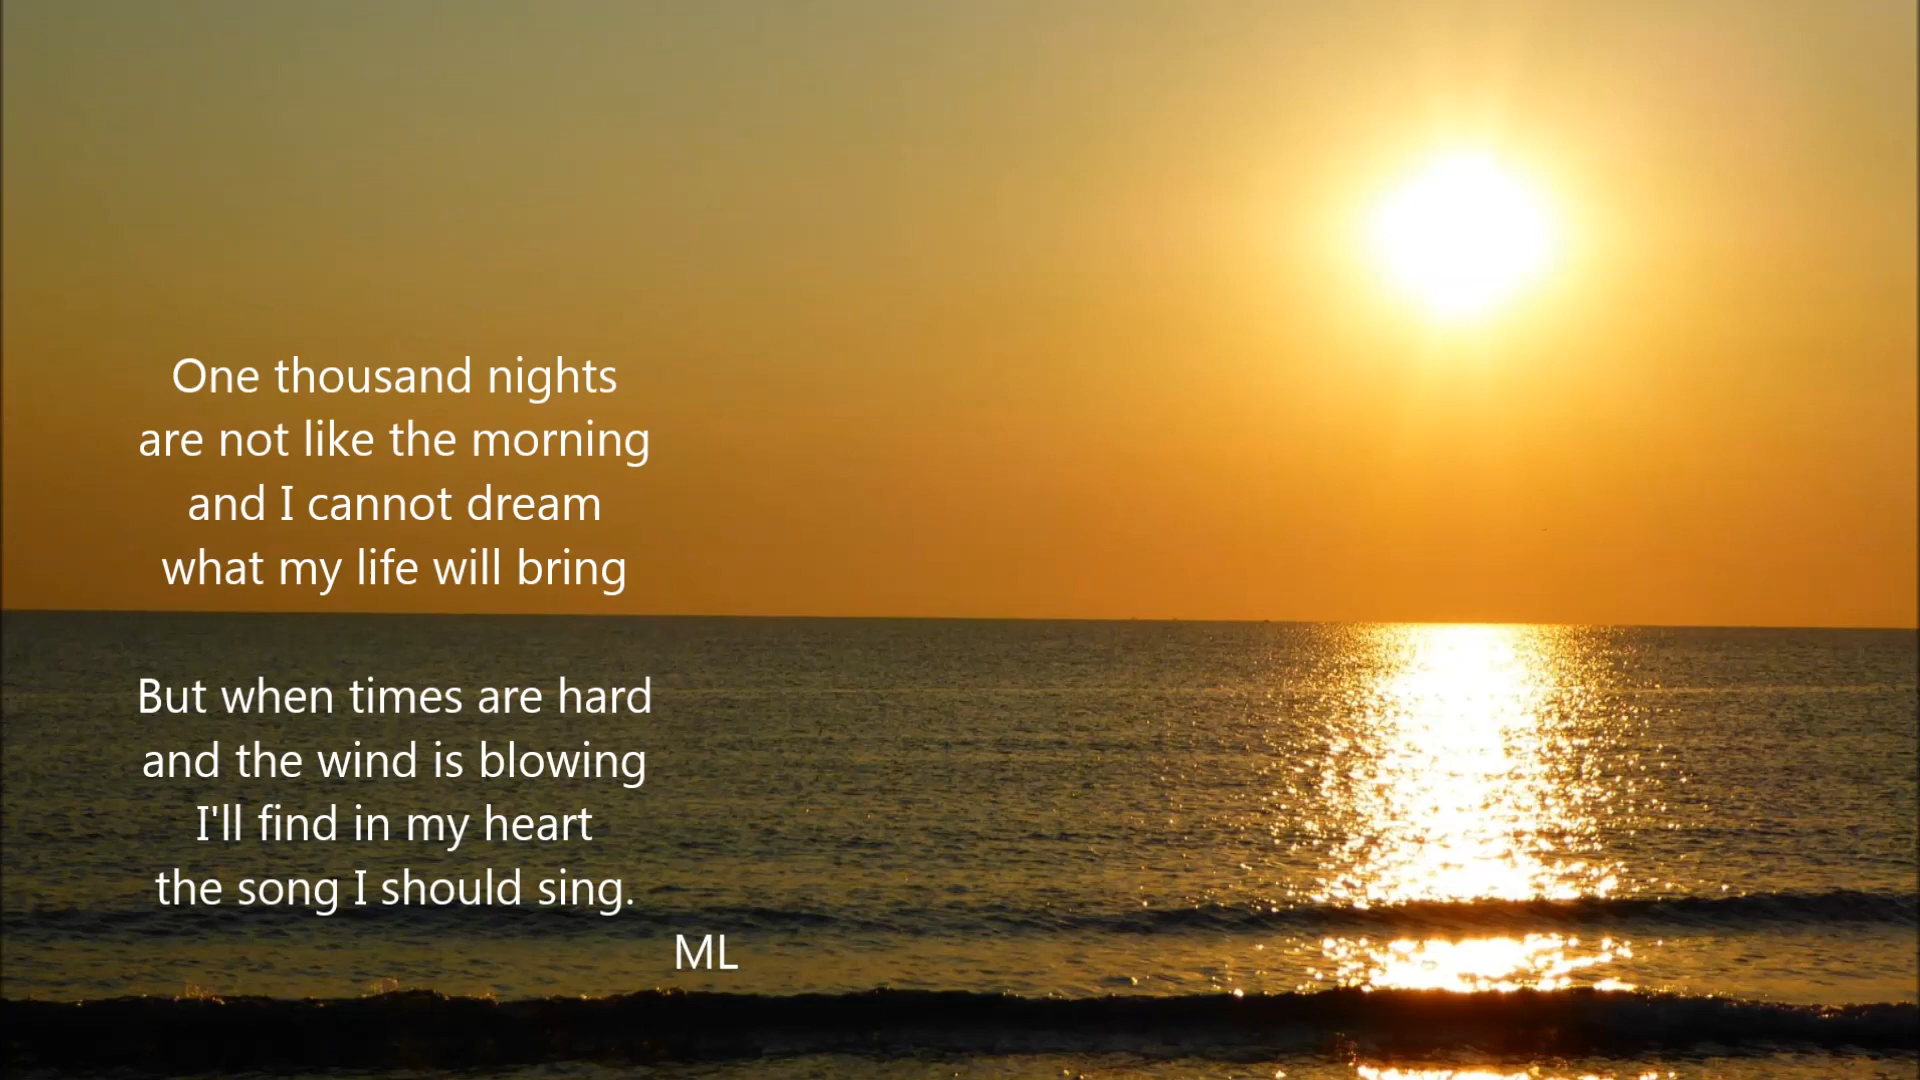 One thousand nights
are not like the morning
and I cannot dream
what my life will bring
But when times are hard
and the wind is blowing
I'll find in my heart
the song I should sing.
ML